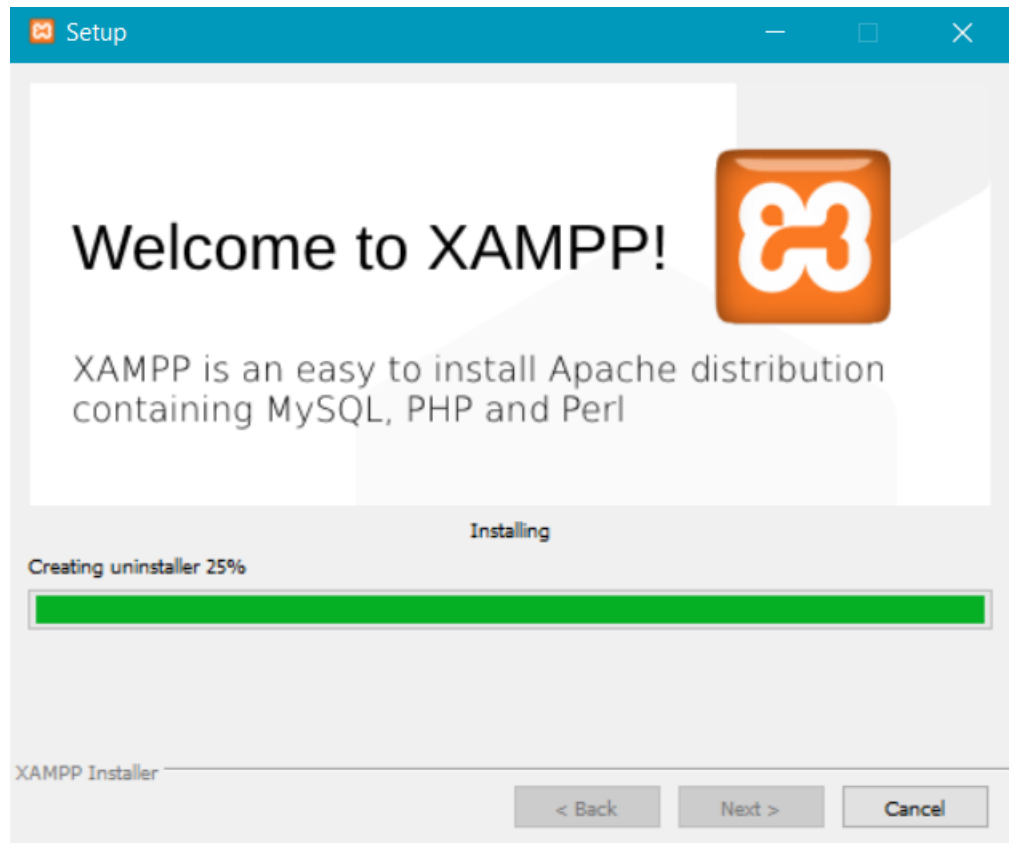 Setup
Welcome to XAMPP!
XAMPP is an easy to install Apache distribution
containing MySQL, PHP and Perl
Installing
Creating uninstaller 25%
XAMPP Installer
< Back
Next >
Cancel